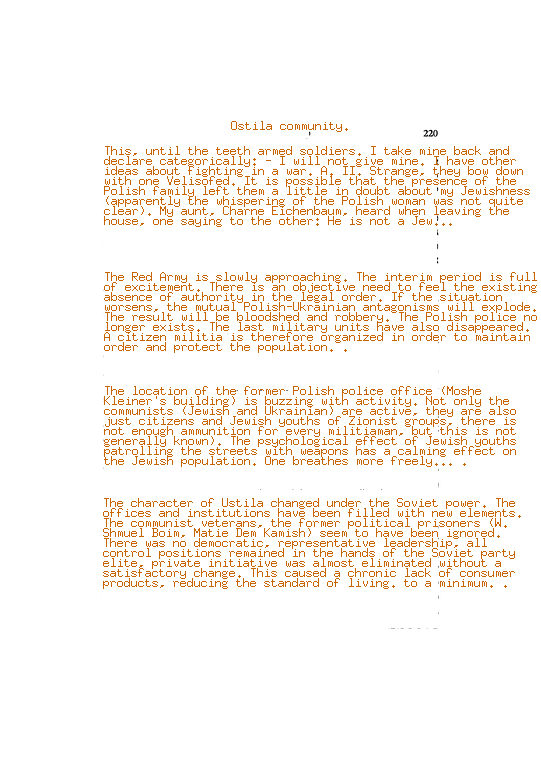 Ostila community.
220
This, until the teeth armed soldiers. I take mine back and
declare categorically: - I will not give mine. I have other
ideas about fighting in a war. A. II. Strange, they bow down
with one Velisofed. It is possible that the presence of the
Polish family left them a little in doubt about my Jewishness
(apparently the whispering of the Polish woman was not quite
clear). My aunt, Charne Eichenbaum, heard when leaving the
house, one saying to the other: He is not a Jew...
The Red Army is slowly approaching. The interim period is full
of excitement. There is an objective need to feel the existing
absence of authority in the legal order. If the situation
worsens, the mutual Polish-Ukrainian antagonisms will explode.
The result will be bloodshed and robbery. The Polish police no
longer exists. The last military units have also disappeared.
A citizen militia is therefore organized in order to maintain
order and protect the population. .
The location of the former Polish police office (Moshe
Kleiner's building) is buzzing with activity. Not only the
communists (Jewish and Ukrainian) are active, they are also
just citizens and Jewish youths of Zionist groups, there is
not enough ammunition for every militiaman, but this is not
generally known). The psychological effect of Jewish youths
patrolling the streets with weapons has a calming effect on
the Jewish population. One breathes more freely... .
The character of Ustila changed under the Soviet power. The
offices and institutions have been filled with new elements.
The communist veterans, the former political prisoners (W.
Shmuel Boim, Matie Dem Kamish) seem to have been ignored.
There was no democratic, representative leadership, all
control positions remained in the hands of the Soviet party
elite, private initiative was almost eliminated without a
satisfactory change. This caused a chronic lack of consumer
products, reducing the standard of living. to a minimum. .